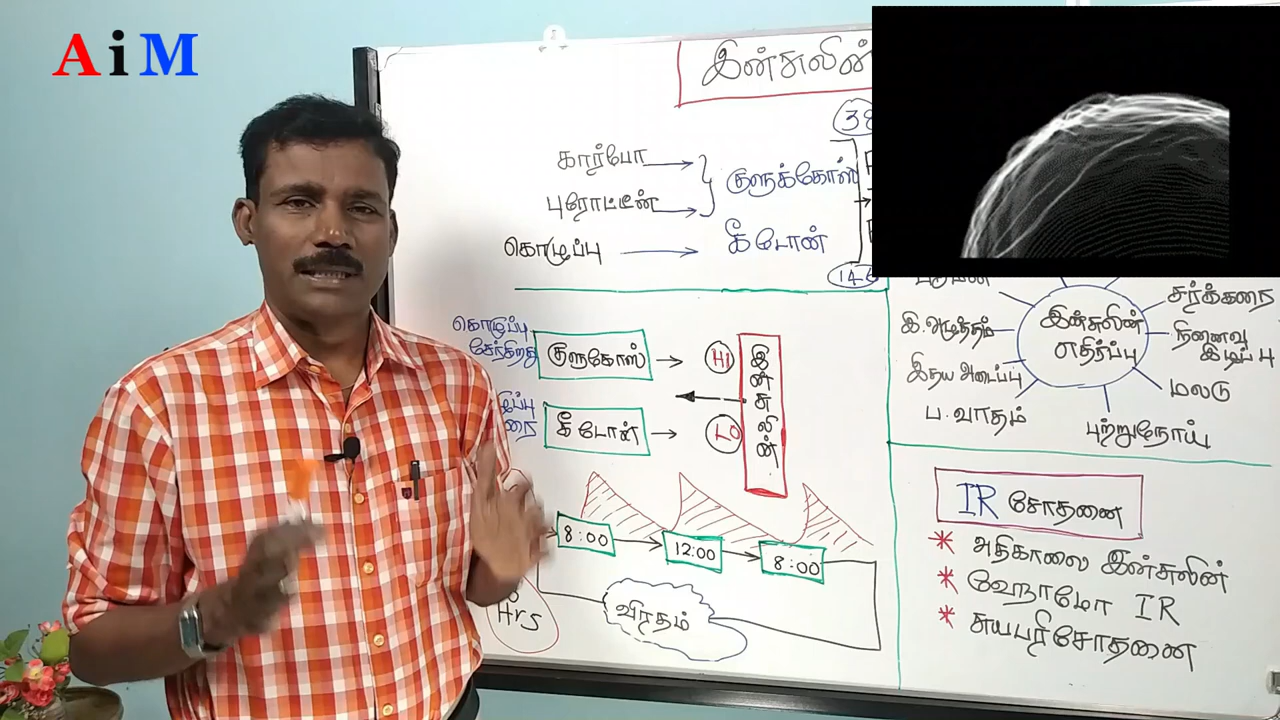 AiM
இன்சுலின்
கார்போ
புரோட்டீன்
குளுக்கோஸ்
கொழுப்பு
கீடோன்
கொழுப்பு
சேர்கிறது
குளுகோஸ்
Hi
இன்சுலின்
கீடோன்
LO
8:00
12:00
8:00
Hrs
விரதம்
இன்சுலின்
எதிர்ப்பு
சர்க்கரை
நினைவு
இழப்பு
மலடு
புற்றுநோய்
ப.வாதம்
இதய அடைப்பு
இ.அழுத்தம்
IR சோதனை
* அதிகாலை இன்சுலின்
* ஹோமோ IR
* சுயபரிசோதனை